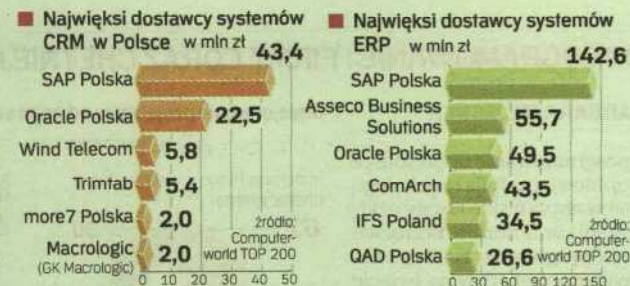 Najwięksi dostawcy systemów
CRM w Polsce w mln zł
43,4
SAP Polska
Oracle Polska 22,5
Wind Telecom 5,8
Trimtab 5,4
more7 Polska 2,0
Macrologic 2,0
(GK Macrologic)
źródło:
Computer-
world TOP 200
0 10 20 30 40 50
Najwięksi dostawcy systemów
ERP w mln zł
142,6
SAP Polska
Asseco Business
Solutions 55,7
Oracle Polska 49,5
ComArch 43,5
IFS Poland 34,5
QAD Polska 26,6
źródło:
Computer-
world TOP 200
0 30 60 90 120 150